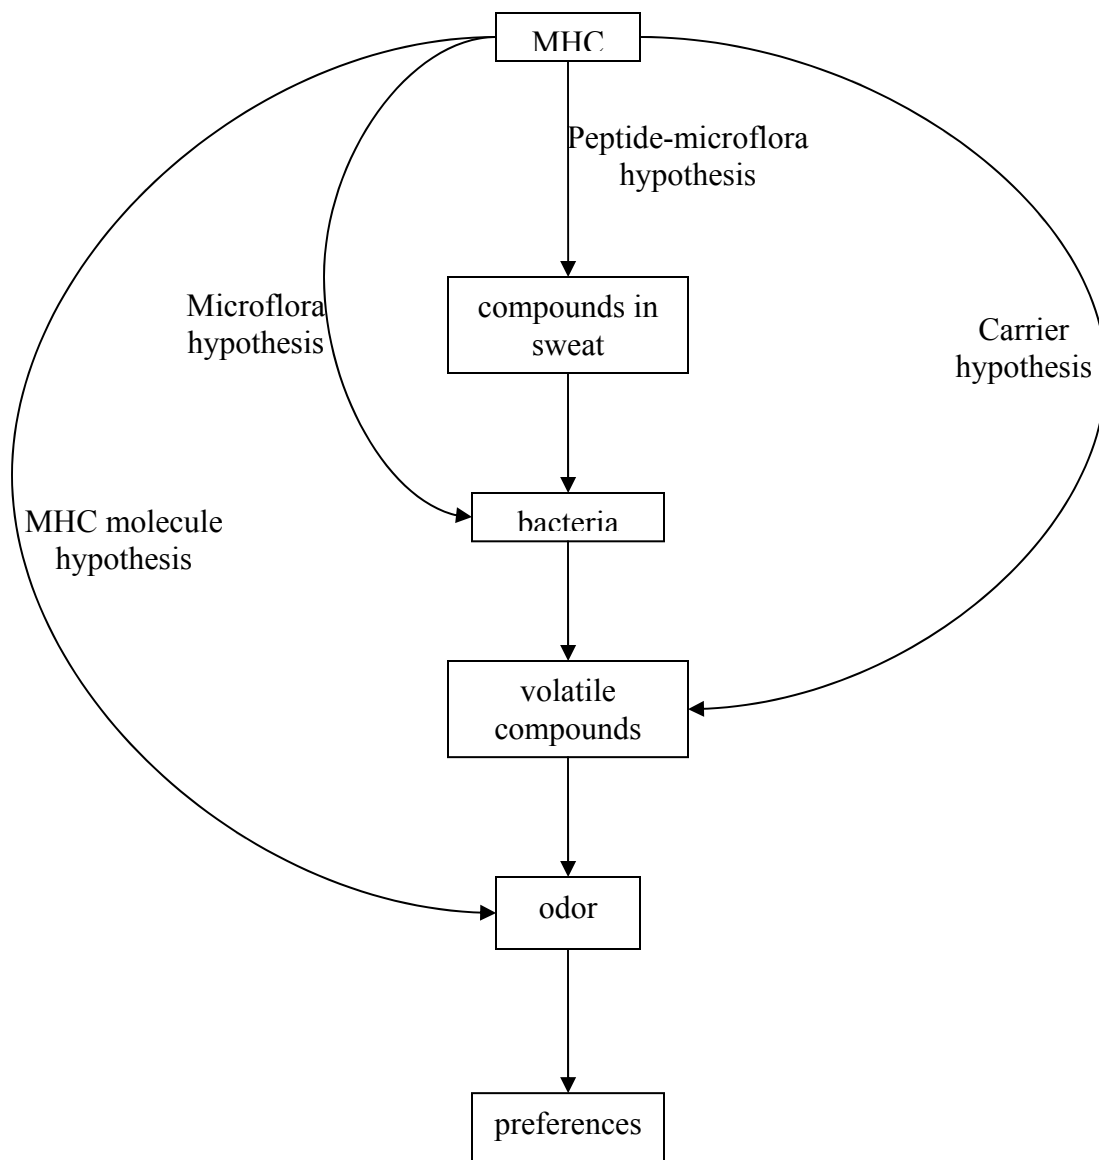 MHC
Peptide-microflora
hypothesis
compounds in
sweat
Microflora
hypothesis
Carrier
hypothesis
bacteria
MHC molecule
hypothesis
volatile
compounds
odor
preferences